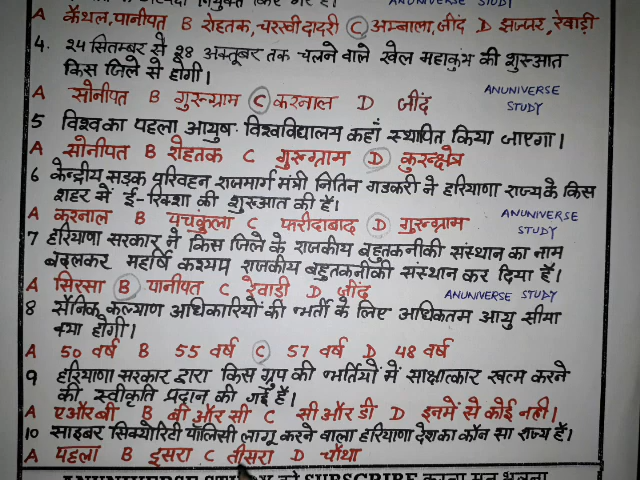 नियुक्त किए गए है। STUDY
A कैथल,पानीपत B रोहतक, चरखीदादरी C अम्बाला,जींद D झज्जर, रेवाड़ी
4. 24 सितम्बर से 28 अक्तूबर तक चलने वाले खेल महाकुंभ की शुरुआत
किस जिले से होगी।
A सोनीपत B गुरुग्राम C करनाल D जींद ANUNIVERSE STUDY
5 विश्व का पहला आयुष विश्वविद्यालय कहाँ स्थापित किया जाएगा।
A सोनीपत B रोहतक C गुरुग्राम D कुरुक्षेत्र
6 केन्द्रीय सड़क परिवहन राजमार्ग मंत्री नितिन गडकरी ने हरियाणा राज्य के किस
शहर में ई-रिक्शा की शुरुआत की है।
A करनाल B पंचकुला C फरीदाबाद D गुरुग्राम ANUNIVERSE STUDY
7 हरियाणा सरकार ने किस जिले के राजकीय बहुतकनीकी संस्थान का नाम
बदलकर महर्षि कश्यप राजकीय बहुतकनीकी संस्थान कर दिया है।
A सिरसा B पानीपत C रेवाड़ी D जींद ANUNIVERSE STUDY
8 सैनिक कल्याण अधिकारियों की भर्ती के लिए अधिकतम आयु सीमा
क्या होगी।
A 50 वर्ष B 55 वर्ष C 57 वर्ष D 48 वर्ष
9 हरियाणा सरकार द्वारा किस ग्रुप की भर्तियों में साक्षात्कार खत्म करने
की स्वीकृति प्रदान की गई है।
A ए और बी B बी और सी C सी और डी D इनमें से कोई नही।
10 साइबर सिक्योरिटी पॉलिसी लागू करने वाला हरियाणा देश का कौन सा राज्य है।
A पहला B दूसरा C तीसरा D चौथा